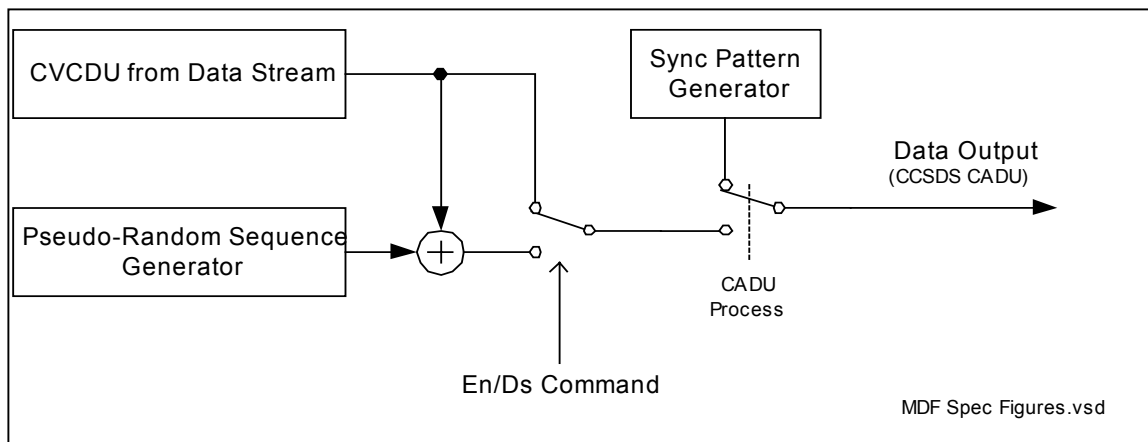 CVCDU from Data Stream
Sync Pattern
Generator
Data Output
(CCSDS CADU)
Pseudo-Random Sequence
Generator
CADU
Process
En/Ds Command
MDF Spec Figures.vsd